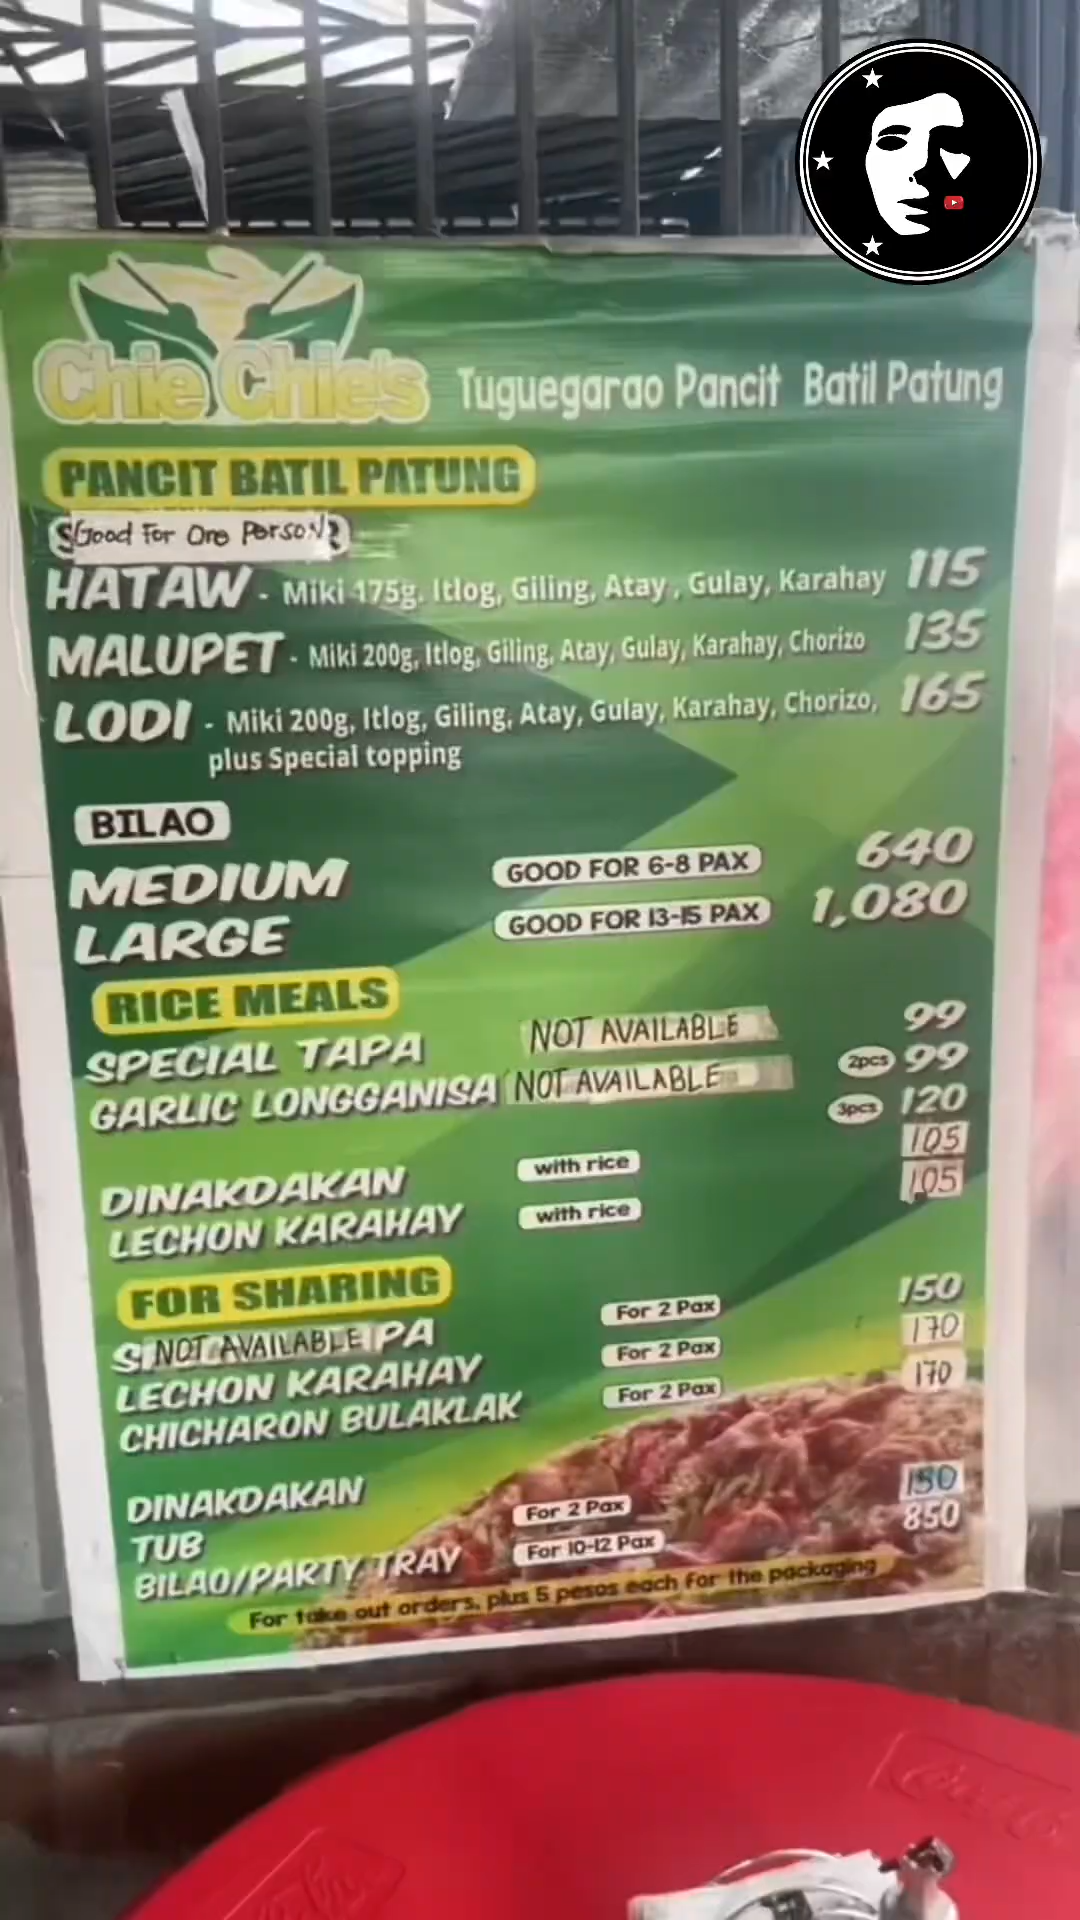 Chie Chie's
Tuguegarao Pancit Batil Patung
PANCIT BATIL PATUNG
Good For One Person
HATAW - Miki 175g. Itlog, Giling, Atay, Gulay, Karahay 115
MALUPET - Miki 200g, Itlog, Giling, Atay, Gulay, Karahay, Chorizo 135
LODI - Miki 200g, Itlog, Giling, Atay, Gulay, Karahay, Chorizo, 165
plus Special topping
BILAO
MEDIUM GOOD FOR 6-8 PAX 640
LARGE GOOD FOR 13-15 PAX 1,080
RICE MEALS
SPECIAL TAPA NOT AVAILABLE 99
GARLIC LONGGANISA NOT AVAILABLE 2pcs 99
3pcs 120
DINAKDAKAN with rice 105
LECHON KARAHAY with rice 105
FOR SHARING
S NOT AVAILABLE PA For 2 Pax 150
LECHON KARAHAY For 2 Pax 170
CHICHARON BULAKLAK For 2 Pax 170
DINAKDAKAN
TUB For 2 Pax
BILAO/PARTY TRAY For 10-12 Pax 850
For take out orders, plus 5 pesos each for the packaging